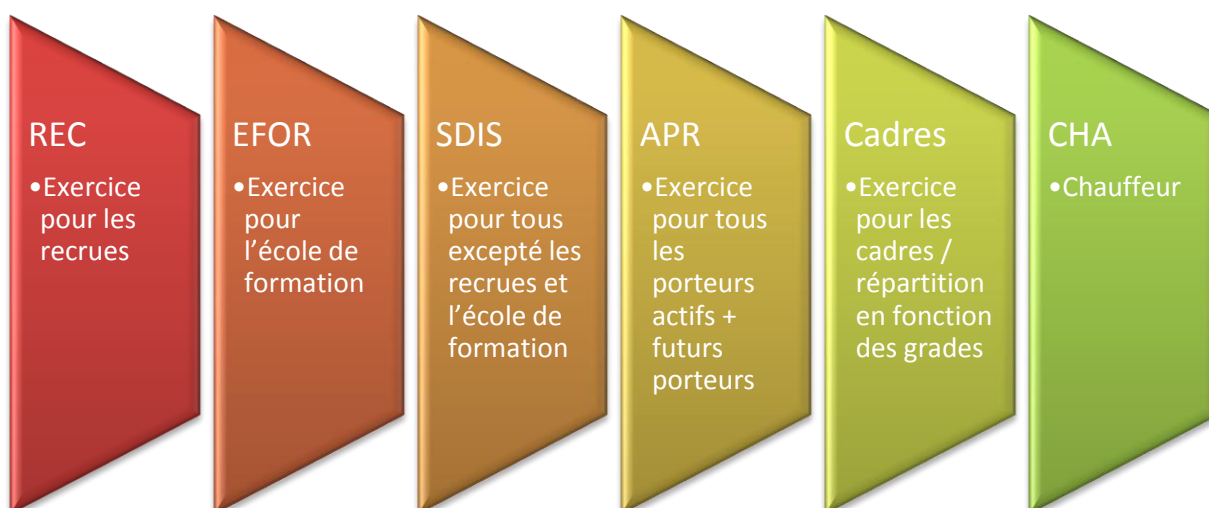 REC
•Exercice
pour les
recrues
EFOR
•Exercice
pour
l’école de
formation
SDIS
•Exercice
pour tous
excepté les
recrues et
l’école de
formation
APR
•Exercice
pour tous
les
porteurs
actifs +
futurs
porteurs
Cadres
•Exercice
pour les
cadres /
répartition
en fonction
des grades
CHA
•Chauffeur